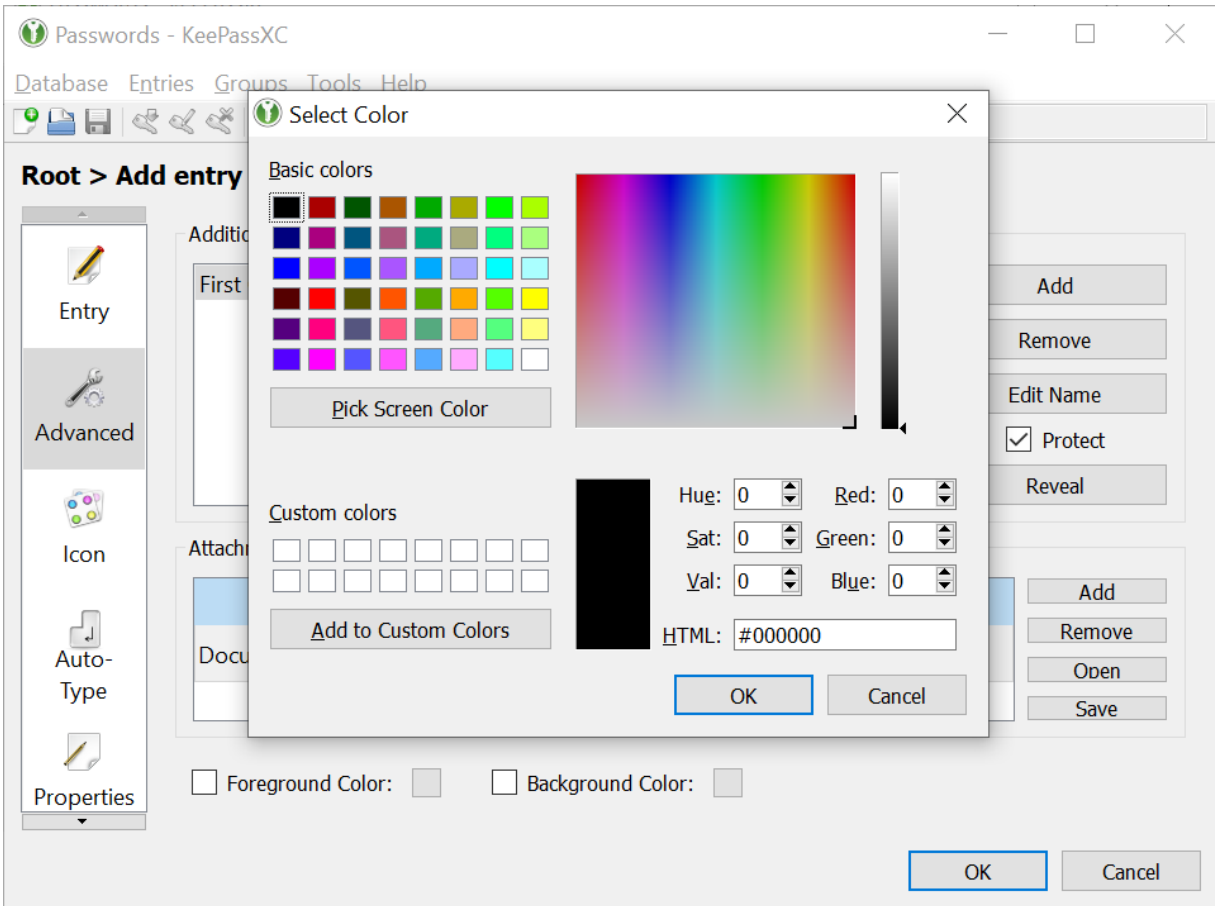 Passwords - KeePassXC
Database Entries Groups Tools Help
Select Color
Root > Add entry
Basic colors
Entry
Advanced
Icon
Auto-
Type
Properties
First
Pick Screen Color
Custom colors
Add to Custom Colors
Hue: 0
Red: 0
Sat: 0
Green: 0
Val: 0
Blue: 0
HTML: #000000
OK
Cancel
Add
Remove
Edit Name
Protect
Reveal
Add
Remove
Open
Save
Foreground Color:
Background Color:
OK
Cancel